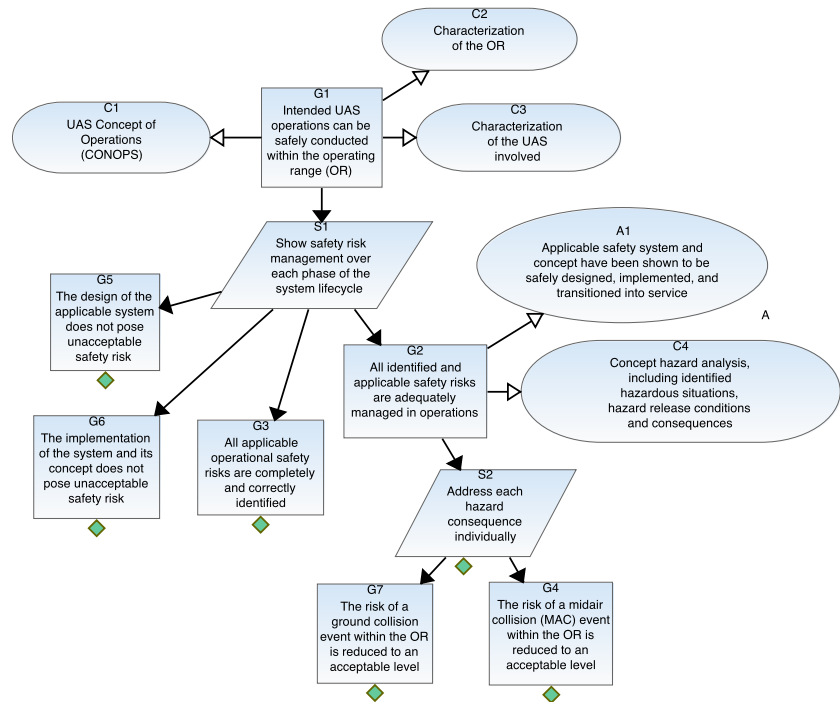 C2
Characterization
of the OR
C1
UAS Concept of
Operations
(CONOPS)
G1
Intended UAS
operations can be
safely conducted
within the operating
range (OR)
C3
Characterization
of the UAS
involved
S1
Show safety risk
management over
each phase of the
system lifecycle
A1
Applicable safety system and
concept have been shown to be
safely designed, implemented, and
transitioned into service
A
G5
The design of the
applicable system
does not pose
unacceptable
safety risk
G2
All identified and
applicable safety risks
are adequately
managed in operations
C4
Concept hazard analysis,
including identified
hazardous situations,
hazard release conditions
and consequences
G6
The implementation
of the system and its
concept does not
pose unacceptable
safety risk
G3
All applicable
operational safety
risks are completely
and correctly
identified
S2
Address each
hazard
consequence
individually
G7
The risk of a
ground collision
event within the OR
is reduced to an
acceptable level
G4
The risk of a midair
collision (MAC) event
within the OR is
reduced to an
acceptable level